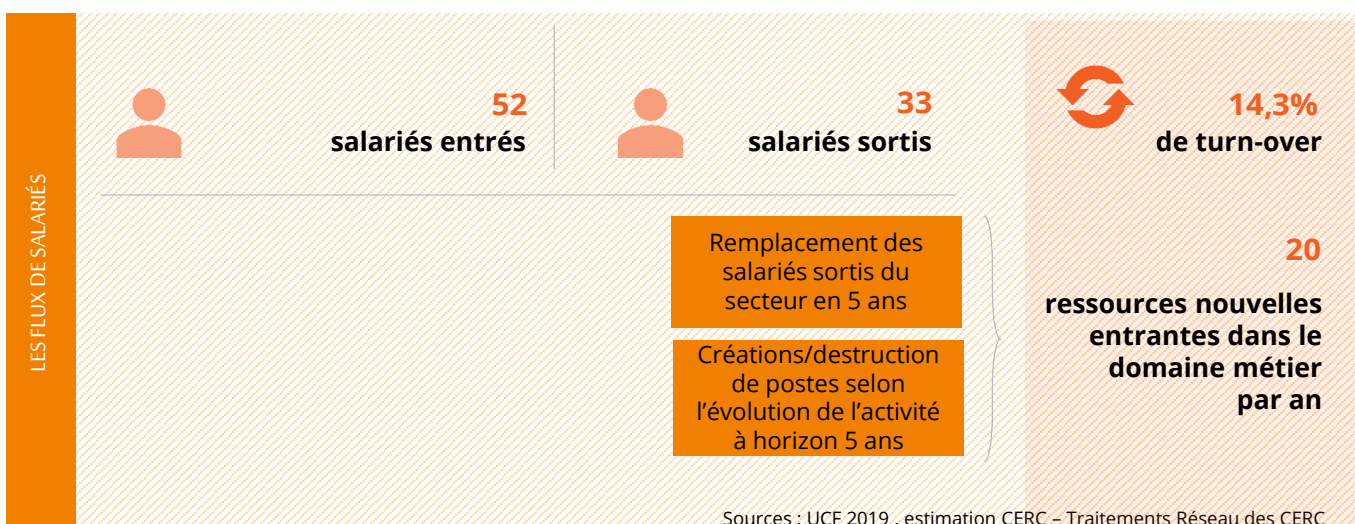 LES FLUX DE SALARIÉS
52
salariés entrés
33
salariés sortis
14,3%
de turn-over
Remplacement des
salariés sortis du
secteur en 5 ans
Créations/destruction
de postes selon
l'évolution de l'activité
à horizon 5 ans
20
ressources nouvelles
entrantes dans le
domaine métier
par an
Sources : UCF 2019 , estimation CERC – Traitements Réseau des CERC